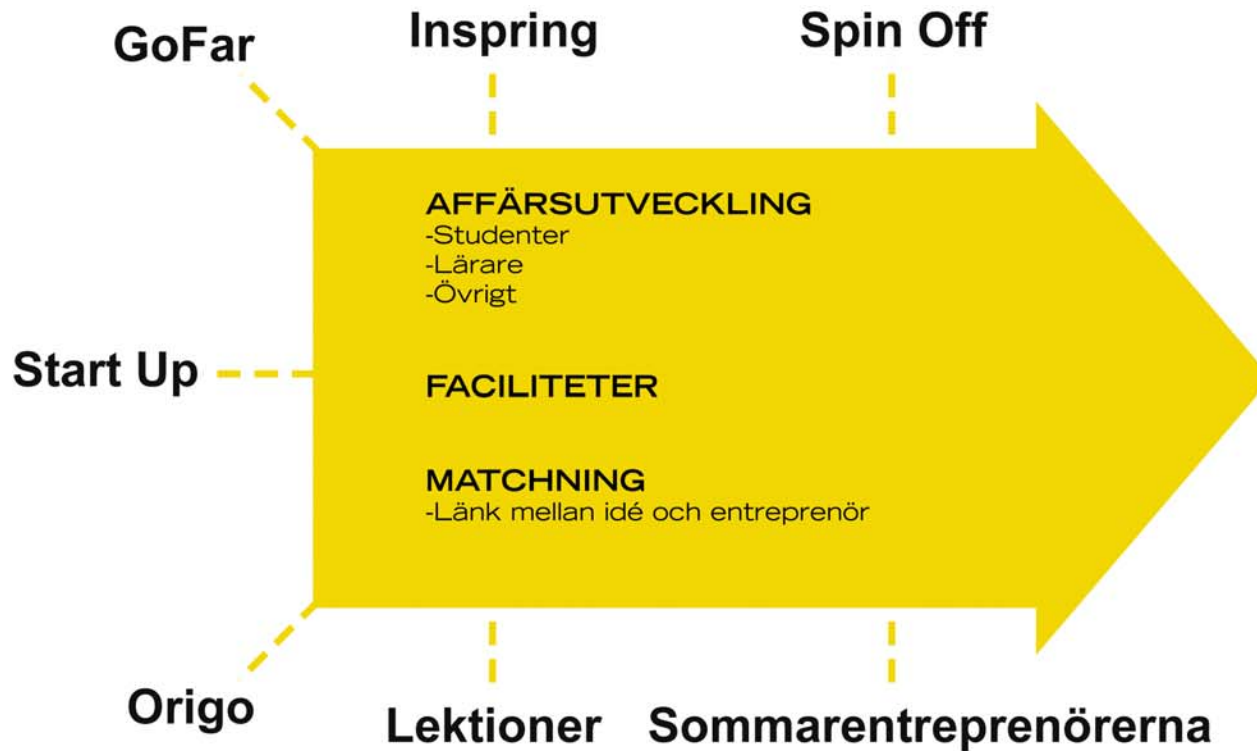 GoFar
Inspring
Spin Off
AFFÄRSUTVECKLING
-Studenter
-Lärare
-Övrigt
Start Up
FACILITETER
MATCHNING
-Länk mellan idé och entreprenör
Origo
Lektioner
Sommarentreprenörerna